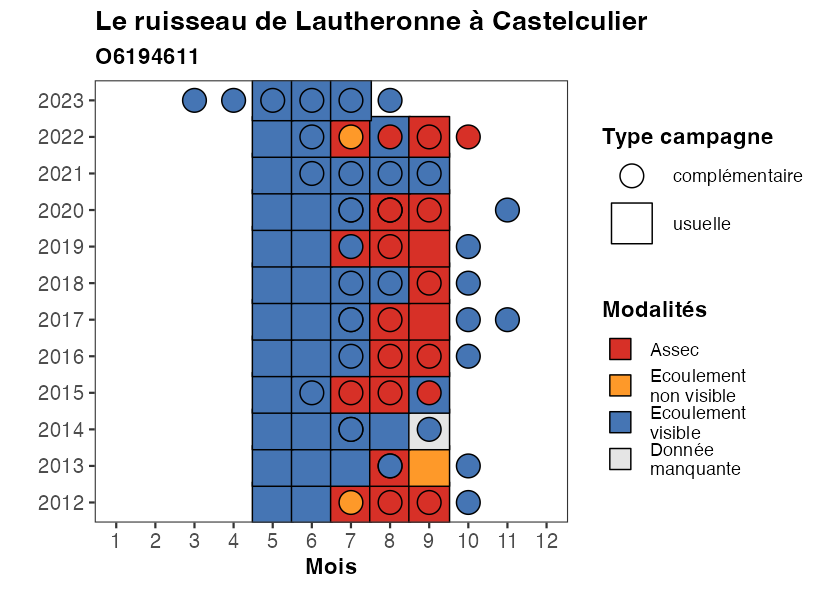 Le ruisseau de Lautheronne à Castelculier
O6194611
2023
2022
2021
2020
2019
2018
2017
2016
2015
2014
2013
2012
1 2 3 4 5 6 7 8 9 10 11 12
Mois
Type campagne
complémentaire
usuelle
Modalités
Assec
Ecoulement
non visible
Ecoulement
visible
Donnée
manquante